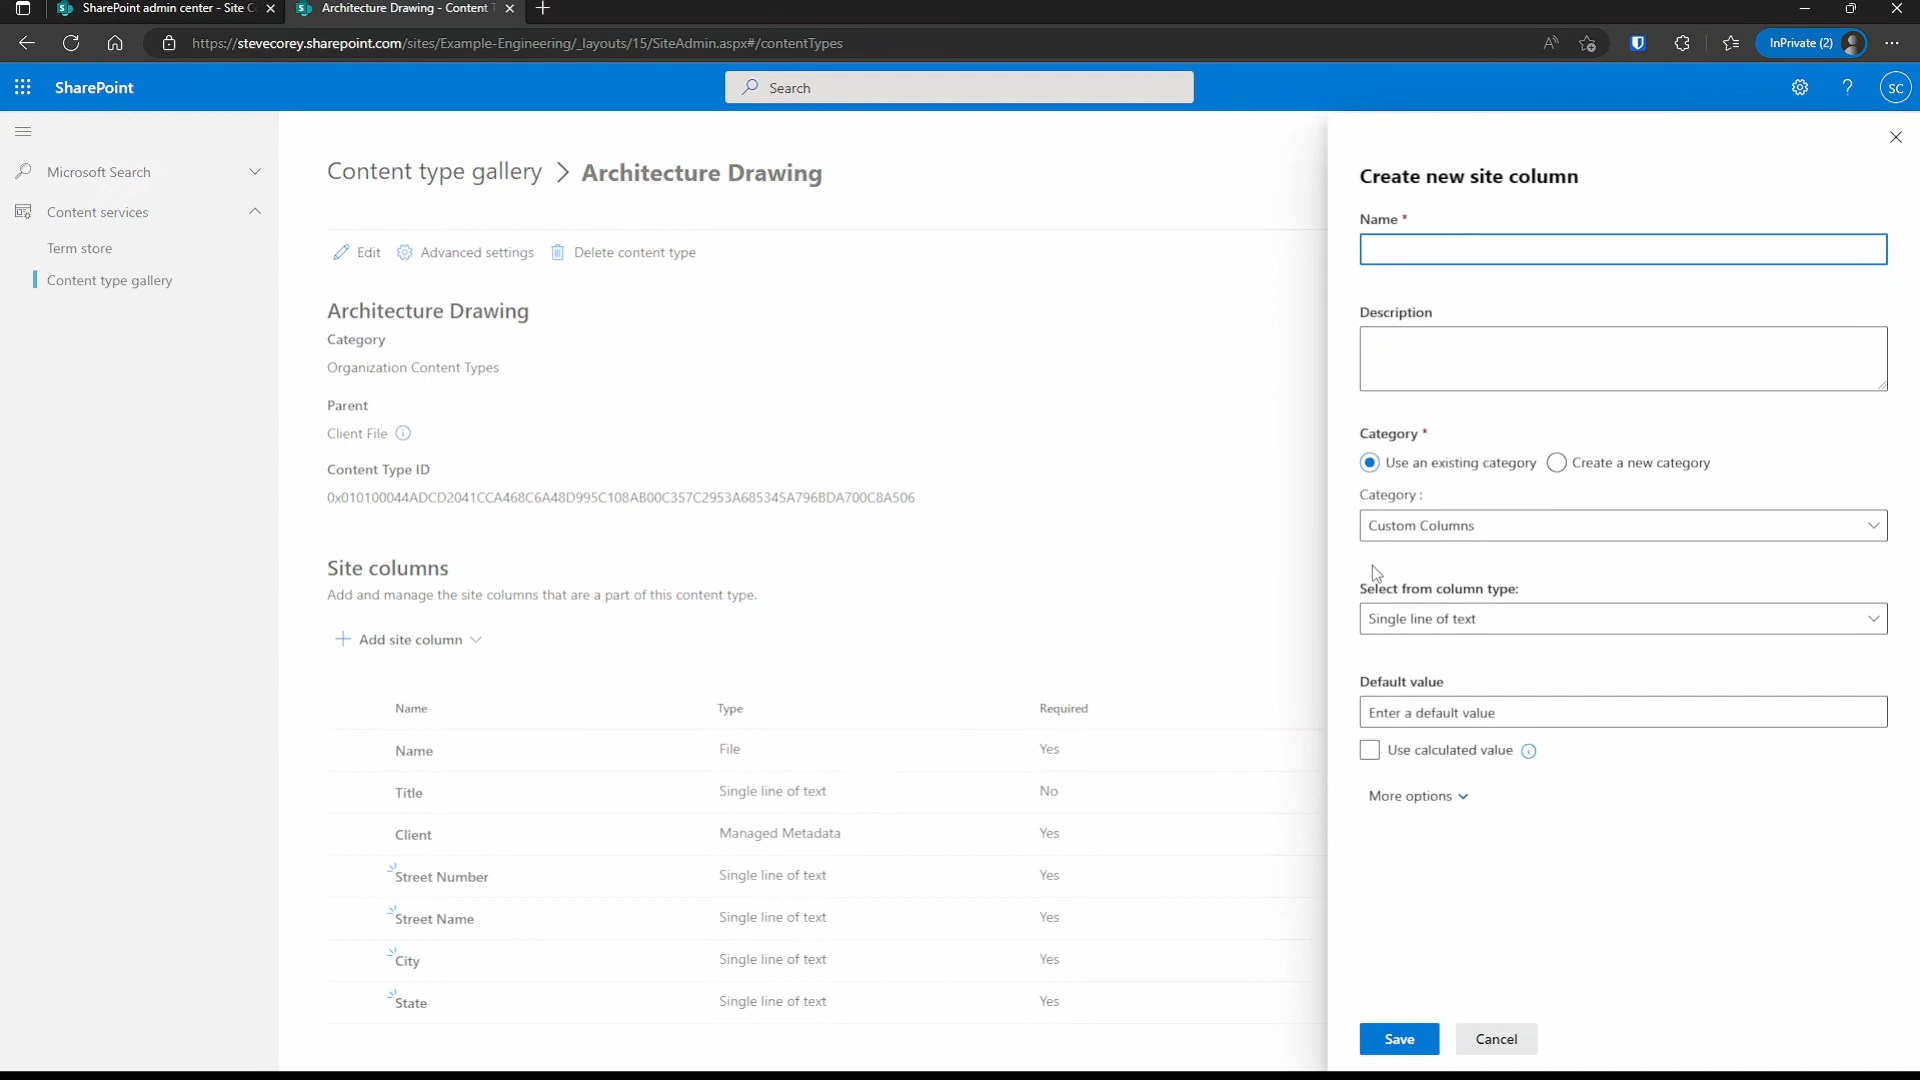 SharePoint admin center - Site C
Architecture Drawing - Content T
https://stevecorey.sharepoint.com/sites/Example-Engineering/_layouts/15/SiteAdmin.aspx#/contentTypes
InPrivate (2)
SharePoint
Search
SC
Microsoft Search
Content services
Term store
Content type gallery
Content type gallery > Architecture Drawing
Edit
Advanced settings
Delete content type
Architecture Drawing
Category
Organization Content Types
Parent
Client File
Content Type ID
0x010100044ADCD2041CCA468C6A48D995C108AB00C357C2953A685345A796BDA700C8A506
Site columns
Add and manage the site columns that are a part of this content type.
Add site column
Name Type Required
Name File Yes
Title Single line of text No
Client Managed Metadata Yes
Street Number Single line of text Yes
Street Name Single line of text Yes
City Single line of text Yes
State Single line of text Yes
Create new site column
Name *
Description
Category *
Use an existing category
Create a new category
Category :
Custom Columns
Select from column type:
Single line of text
Default value
Enter a default value
Use calculated value
More options
Save
Cancel